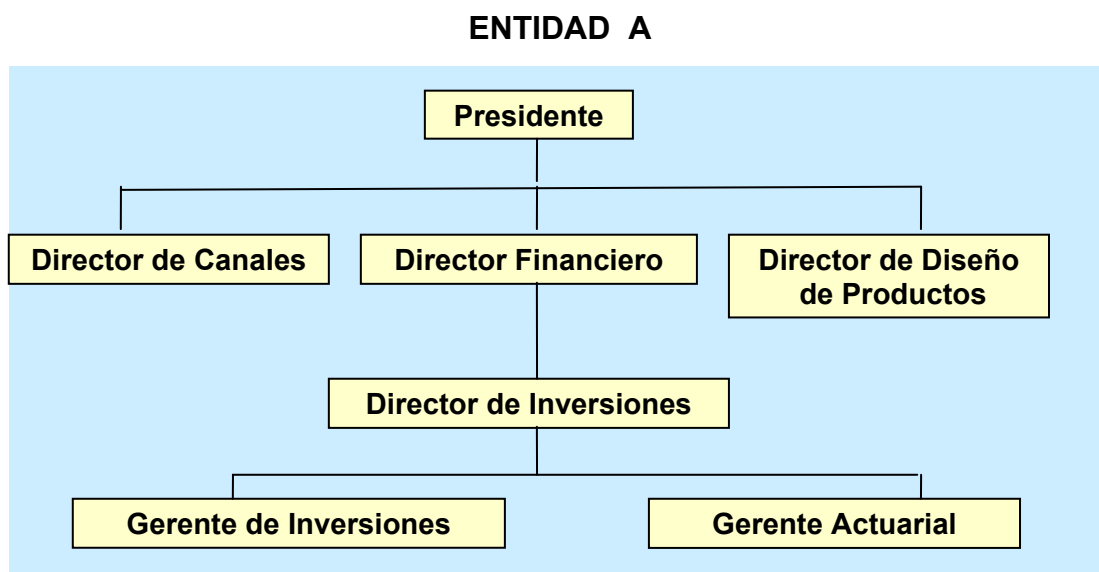 ENTIDAD A
Presidente
Director de Canales
Director Financiero
Director de Diseño
de Productos
Director de Inversiones
Gerente de Inversiones
Gerente Actuarial